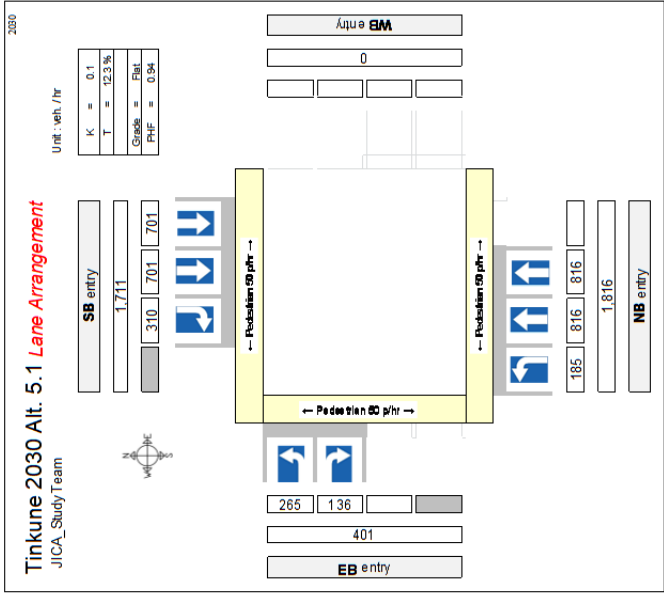 2030
Tinkune 2030 Alt. 5.1 Lane Arrangement
JICA_Study Team
Unit : veh. / hr
K = 0.1
T = 12.3 %
Grade = Flat
PHF = 0.94
N
W E
S
SB entry
1,711
310 701 701
← Pedestrian 50 p/hr →
WB entry
0
← Pedestrian 50 p/hr →
265
136
401
EB entry
← Pedestrian 50 p/hr →
185 816 816
1,816
NB entry